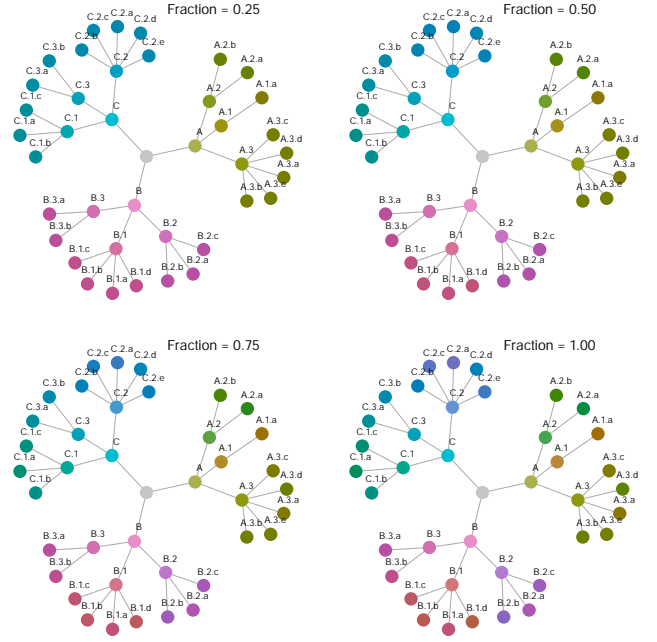 Fraction = 0.25
C.2.c
C.2.a
C.2.d
C.2.b
C.2.e
C.2
C.3.b
C.3.a
C.3
C.1.c
C.1.a
C.1
C.1.b
C
A.2.b
A.2.a
A.2
A.1.a
A.1
A
A.3.c
A.3.d
A.3
A.3.a
A.3.b
A.3.e
B
B.3.a
B.3
B.3.b
B.1
B.1.c
B.1.b
B.1.a
B.1.d
B.2
B.2.c
B.2.a
B.2.b
Fraction = 0.50
C.2.c
C.2.a
C.2.d
C.2.b
C.2.e
C.2
C.3.b
C.3.a
C.3
C.1.c
C.1.a
C.1
C.1.b
C
A.2.b
A.2.a
A.2
A.1.a
A.1
A
A.3.c
A.3.d
A.3
A.3.a
A.3.b
A.3.e
B
B.3.a
B.3
B.3.b
B.1
B.1.c
B.1.b
B.1.a
B.1.d
B.2
B.2.c
B.2.a
B.2.b
Fraction = 0.75
C.2.c
C.2.a
C.2.d
C.2.b
C.2.e
C.2
C.3.b
C.3.a
C.3
C.1.c
C.1.a
C.1
C.1.b
C
A.2.b
A.2.a
A.2
A.1.a
A.1
A
A.3.c
A.3.d
A.3
A.3.a
A.3.b
A.3.e
B
B.3.a
B.3
B.3.b
B.1
B.1.c
B.1.b
B.1.a
B.1.d
B.2
B.2.c
B.2.a
B.2.b
Fraction = 1.00
C.2.c
C.2.a
C.2.d
C.2.b
C.2.e
C.2
C.3.b
C.3.a
C.3
C.1.c
C.1.a
C.1
C.1.b
C
A.2.b
A.2.a
A.2
A.1.a
A.1
A
A.3.c
A.3.d
A.3
A.3.a
A.3.b
A.3.e
B
B.3.a
B.3
B.3.b
B.1
B.1.c
B.1.b
B.1.a
B.1.d
B.2
B.2.c
B.2.a
B.2.b